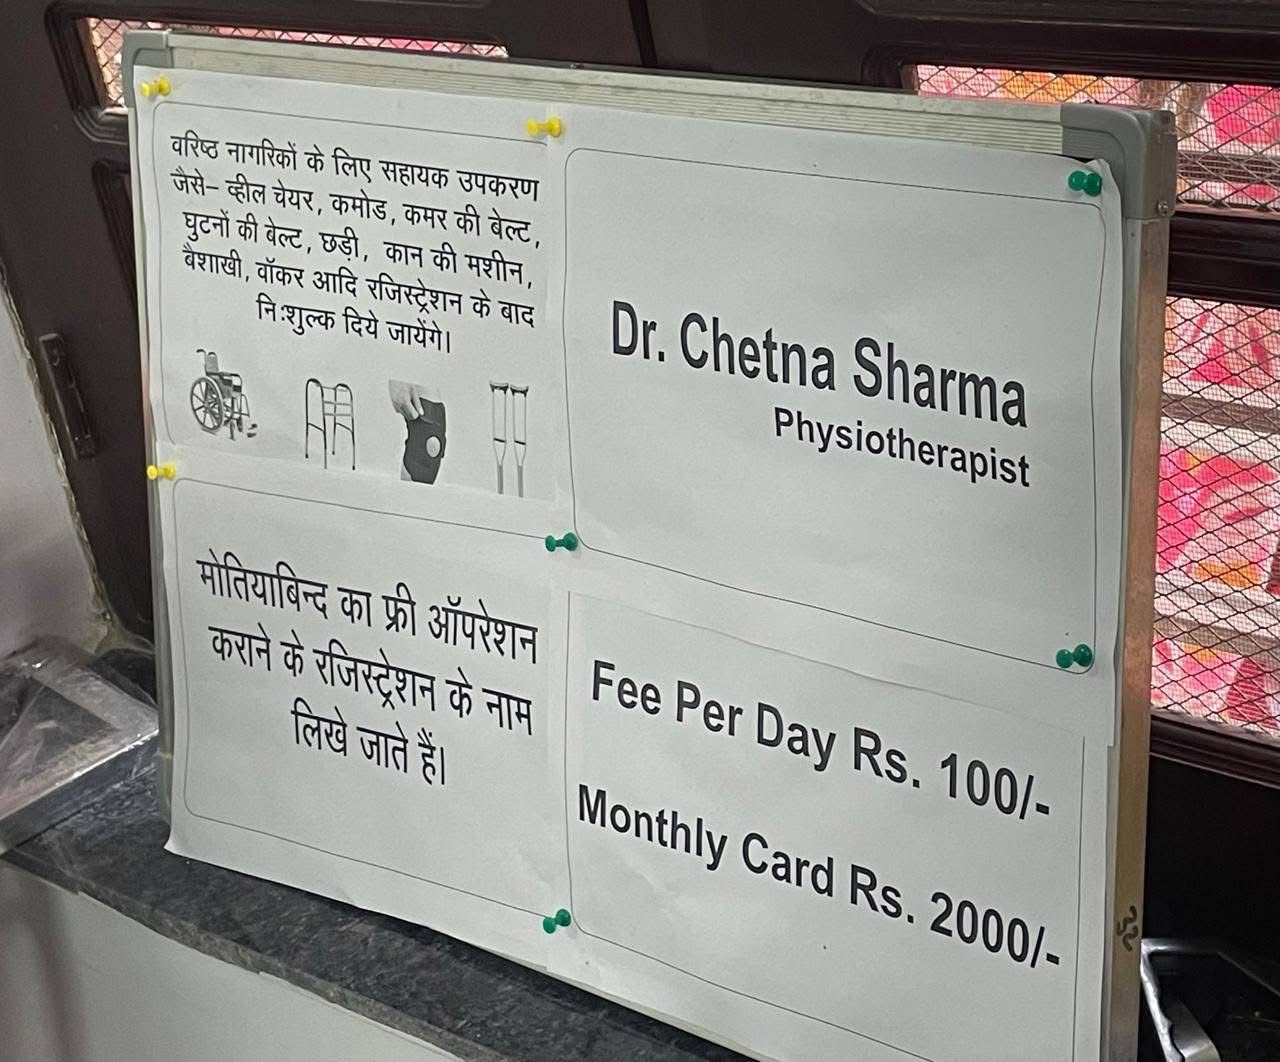 वरिष्ठ नागरिकों के लिए सहायक उपकरण
जैसे– व्हील चेयर, कमोड, कमर की बेल्ट,
घुटनों की बेल्ट, छड़ी, कान की मशीन,
बैशाखी, वॉकर आदि रजिस्ट्रेशन के बाद
नि:शुल्क दिये जायेंगे।
Dr. Chetna Sharma
Physiotherapist
मोतियाबिन्द का फ्री ऑपरेशन
कराने के रजिस्ट्रेशन के नाम
लिखे जाते हैं।
Fee Per Day Rs. 100/-
Monthly Card Rs. 2000/-
32